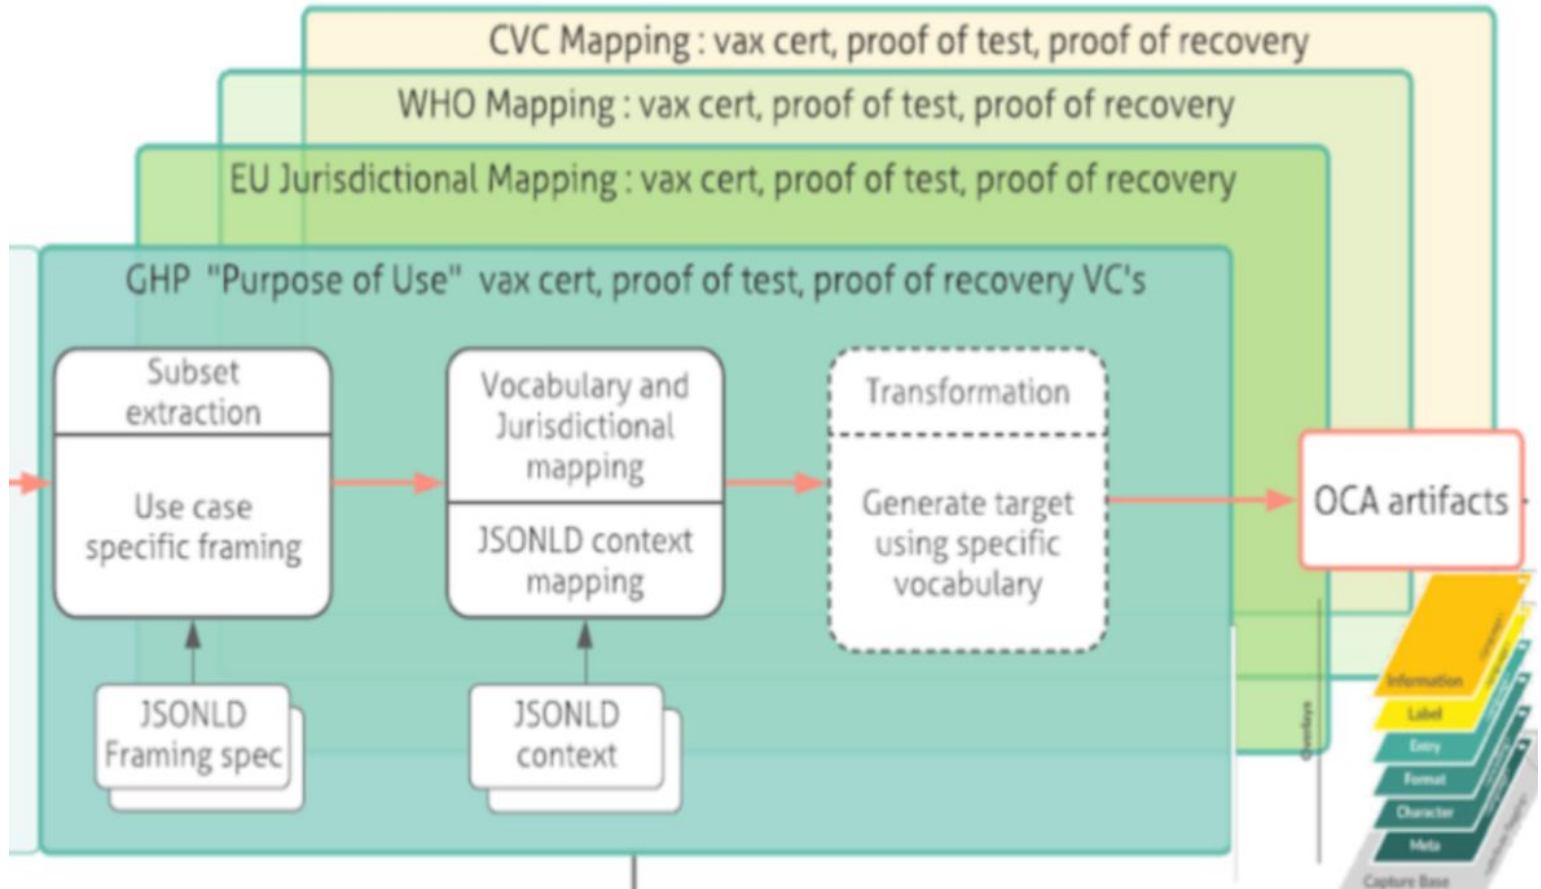 CVC Mapping : vax cert, proof of test, proof of recovery
WHO Mapping : vax cert, proof of test, proof of recovery
EU Jurisdictional Mapping : vax cert, proof of test, proof of recovery
GHP "Purpose of Use" vax cert, proof of test, proof of recovery VC's
Subset
extraction
Use case
specific framing
Vocabulary and
Jurisdictional
mapping
JSONLD context
mapping
Transformation
Generate target
using specific
vocabulary
OCA artifacts
JSONLD
Framing spec
JSONLD
context
Overlays
Information
Label
Entry
Format
Character
Meta
Capture Base